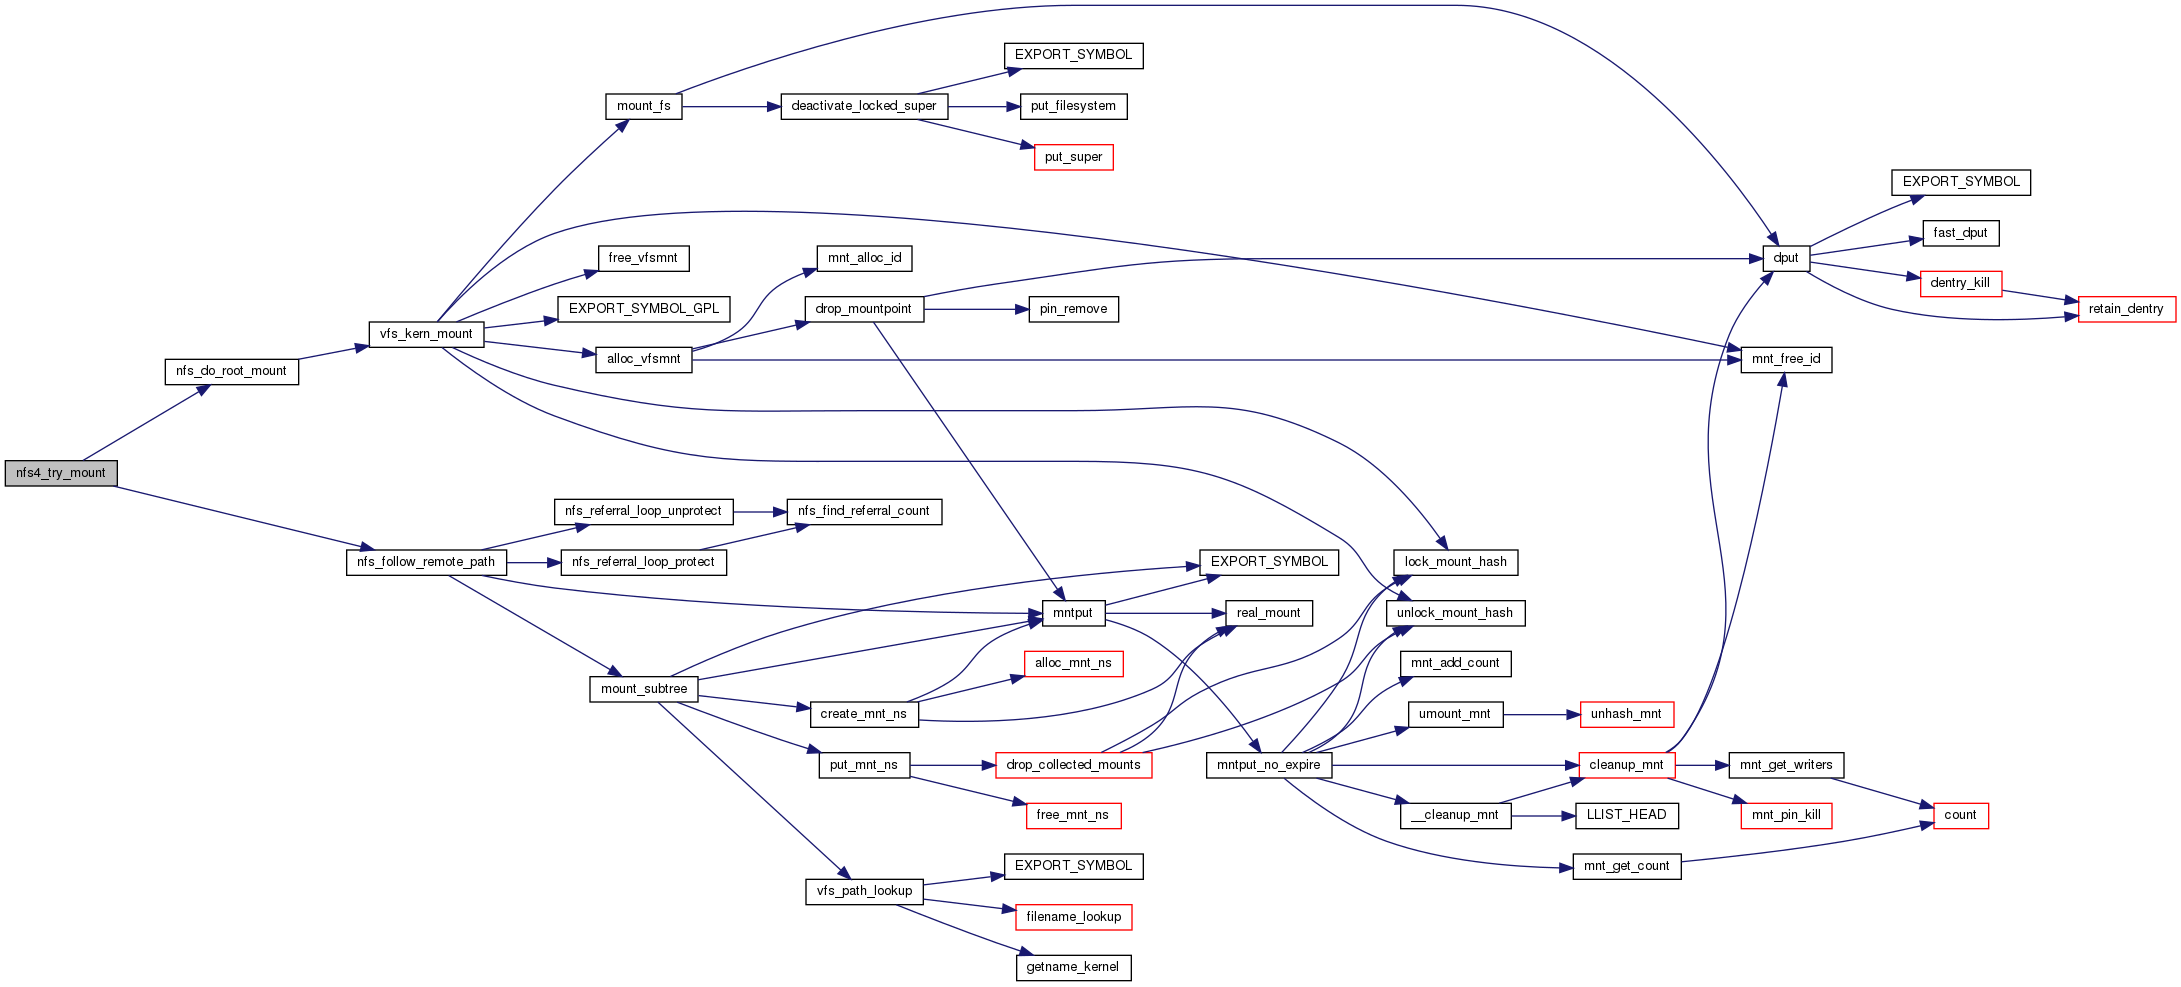 EXPORT_SYMBOL
mount_fs
deactivate_locked_super
put_filesystem
put_super
EXPORT_SYMBOL
fast_dput
free_vfsmnt
mnt_alloc_id
dput
dentry_kill
EXPORT_SYMBOL_GPL
drop_mountpoint
pin_remove
retain_dentry
vfs_kern_mount
alloc_vfsmnt
mnt_free_id
nfs_do_root_mount
nfs4_try_mount
nfs_referral_loop_unprotect
nfs_find_referral_count
nfs_follow_remote_path
nfs_referral_loop_protect
EXPORT_SYMBOL
lock_mount_hash
mntput
real_mount
unlock_mount_hash
alloc_mnt_ns
mnt_add_count
mount_subtree
create_mnt_ns
umount_mnt
unhash_mnt
put_mnt_ns
drop_collected_mounts
mntput_no_expire
cleanup_mnt
mnt_get_writers
free_mnt_ns
__cleanup_mnt
LLIST_HEAD
mnt_pin_kill
count
EXPORT_SYMBOL
mnt_get_count
vfs_path_lookup
filename_lookup
getname_kernel